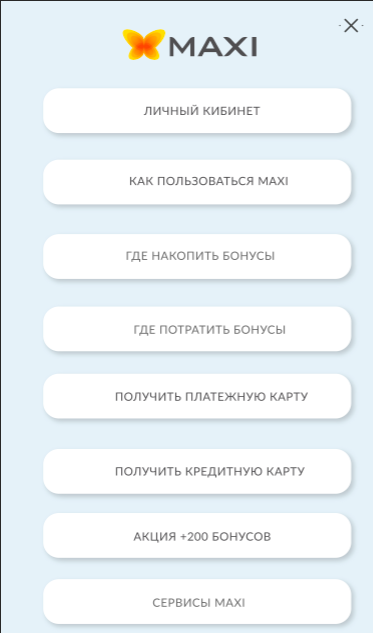 MAXI
ЛИЧНЫЙ КИБИНЕТ
КАК ПОЛЬЗОВАТЬСЯ MAXI
ГДЕ НАКОПИТЬ БОНУСЫ
ГДЕ ПОТРАТИТЬ БОНУСЫ
ПОЛУЧИТЬ ПЛАТЕЖНУЮ КАРТУ
ПОЛУЧИТЬ КРЕДИТНУЮ КАРТУ
АКЦИЯ +200 БОНУСОВ
СЕРВИСЫ MAXI